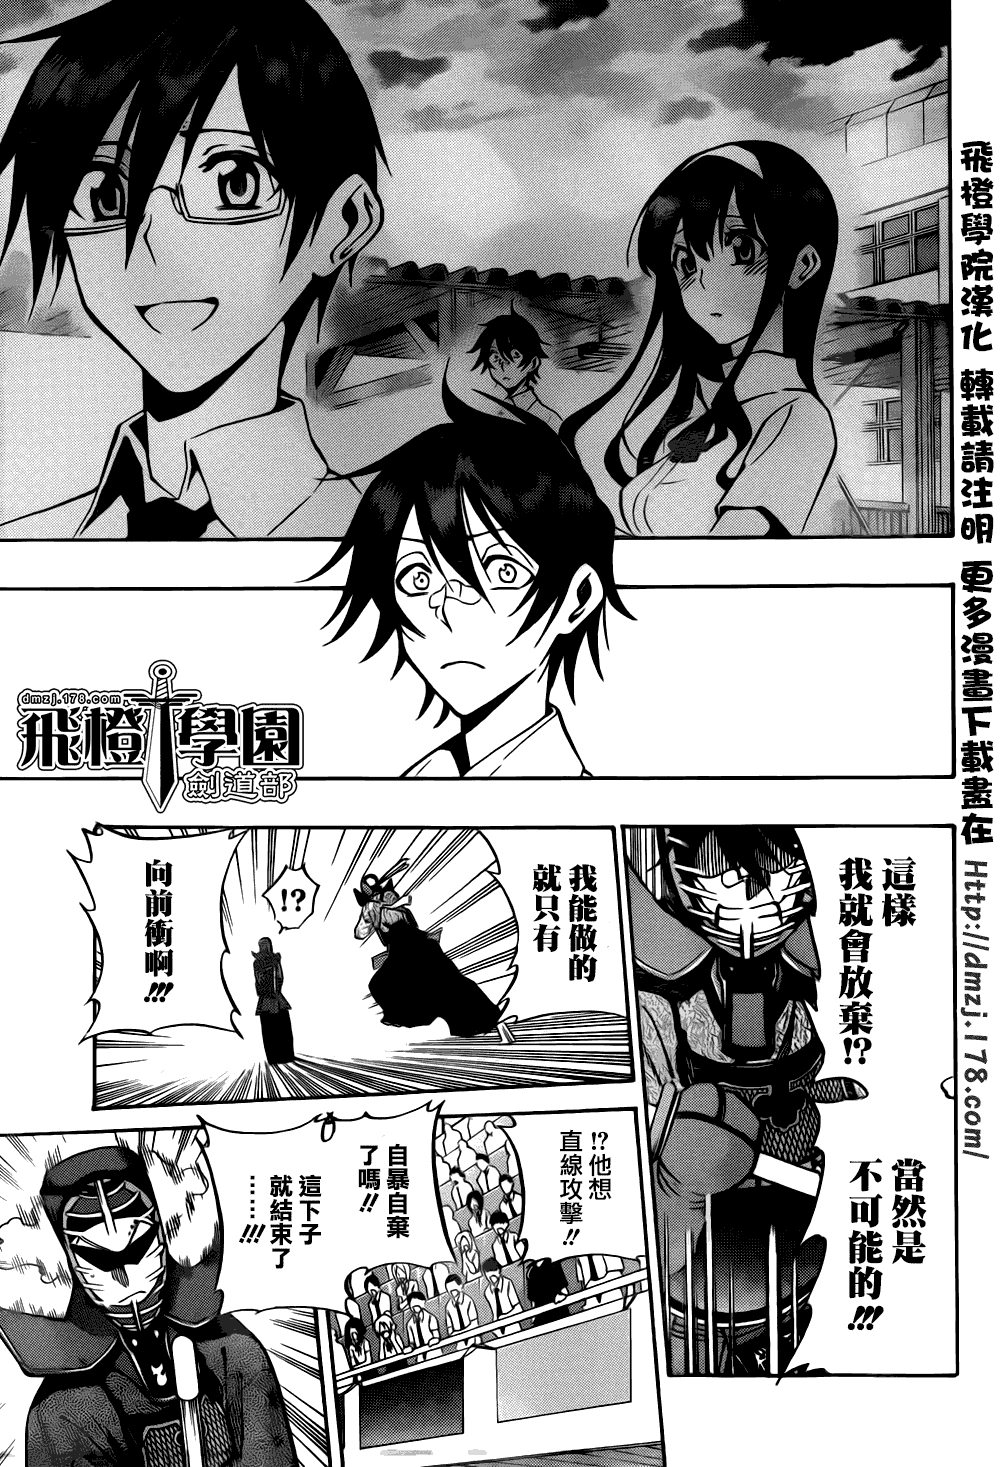 飛橙學院漢化 轉載請注明 更多漫畫下載盡在 Http://dmzj.178.com/
dmzj.178.com
飛橙學園
劍道部
這樣
我就會放棄!?
當然是
不可能的!!!
我能做的
就只有
!?
向前衝啊!!!
!?他想
直線攻擊!!
自暴自棄
了嗎!!
這下子
就結束了
……!!!